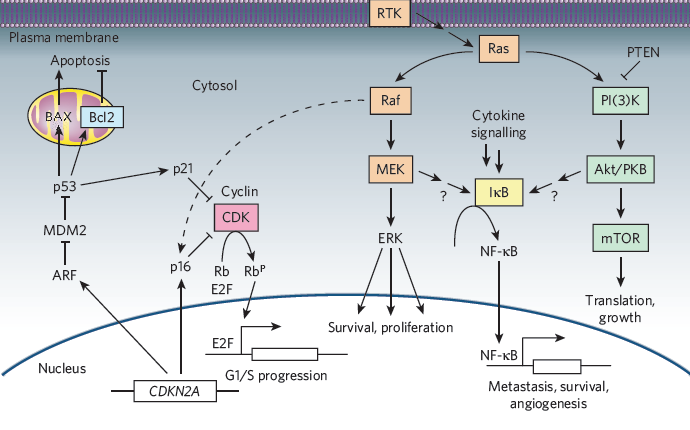 RTK
Plasma membrane
Ras
PTEN
Apoptosis
Cytosol
BAX
Bcl2
Raf
PI(3)K
Cytokine
signalling
p53
p21
Cyclin
CDK
MEK
?
IκB
?
Akt/PKB
MDM2
ERK
NF-κB
mTOR
ARF
p16
Rb
Rbᴾ
E2F
Translation,
growth
Survival, proliferation
E2F
G1/S progression
NF-κB
Nucleus
CDKN2A
Metastasis, survival,
angiogenesis